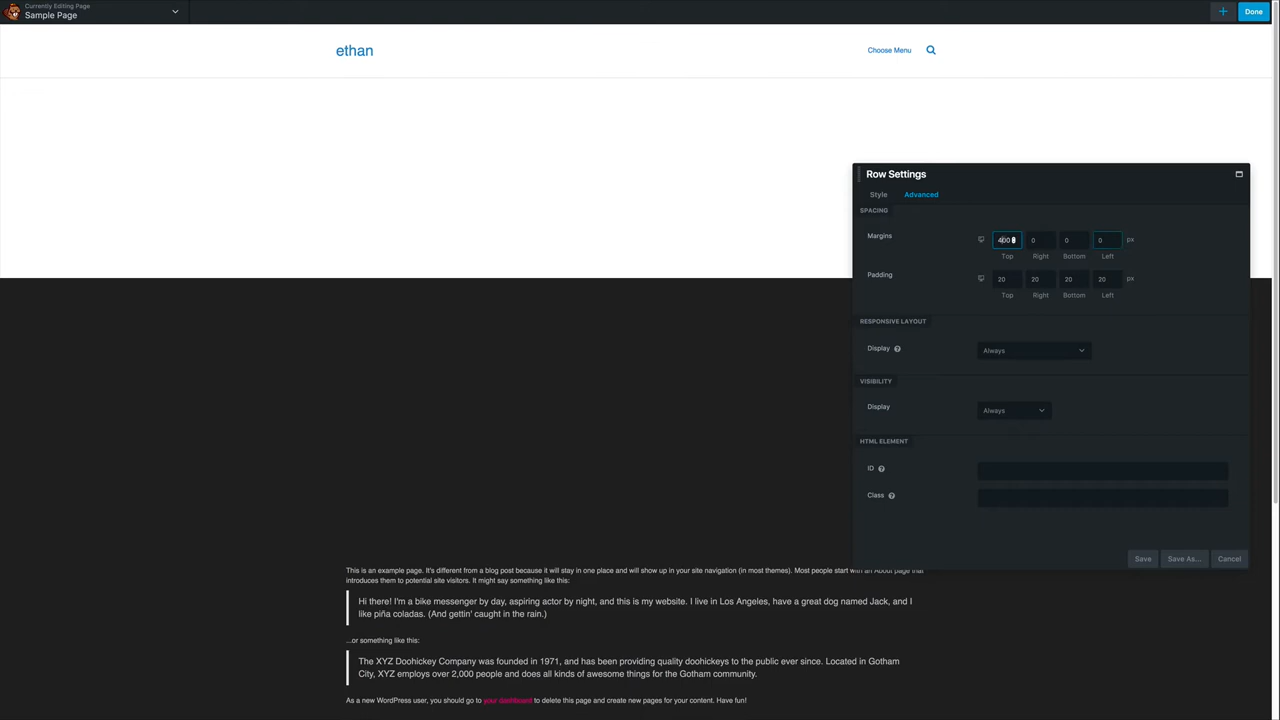 Currently Editing Page
Sample Page
Done
ethan
Choose Menu
Row Settings
Style
Advanced
SPACING
Margins
400
0
0
0
px
Top
Right
Bottom
Left
Padding
20
20
20
20
px
Top
Right
Bottom
Left
RESPONSIVE LAYOUT
Display
Always
VISIBILITY
Display
Always
HTML ELEMENT
ID
Class
Save
Save As...
Cancel
This is an example page. It's different from a blog post because it will stay in one place and will show up in your site navigation (in most themes). Most people start with an About page that
introduces them to potential site visitors. It might say something like this:
Hi there! I'm a bike messenger by day, aspiring actor by night, and this is my website. I live in Los Angeles, have a great dog named Jack, and I
like piña coladas. (And gettin' caught in the rain.)
...or something like this:
The XYZ Doohickey Company was founded in 1971, and has been providing quality doohickeys to the public ever since. Located in Gotham
City, XYZ employs over 2,000 people and does all kinds of awesome things for the Gotham community.
As a new WordPress user, you should go to your dashboard to delete this page and create new pages for your content. Have fun!